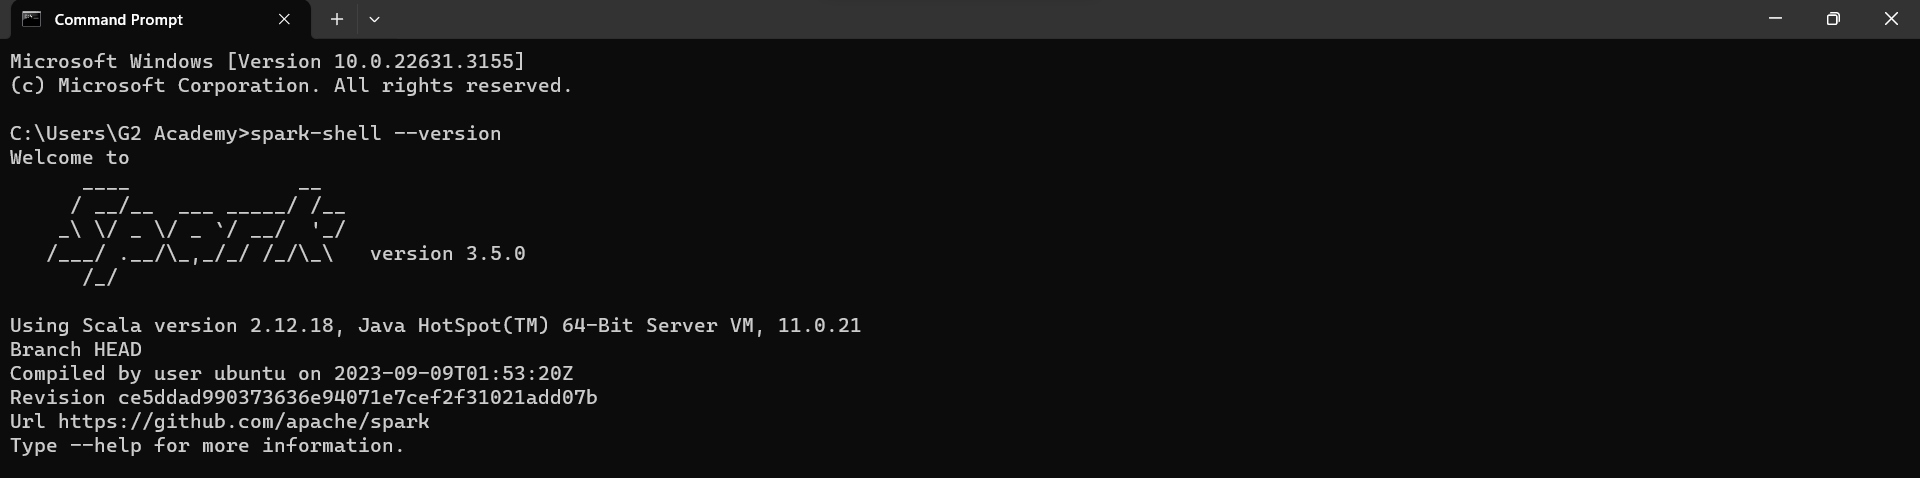 Command Prompt
Microsoft Windows [Version 10.0.22631.3155]
(c) Microsoft Corporation. All rights reserved.
C:\Users\G2 Academy>spark-shell --version
Welcome to
      ____              __
     / __/__  ___ _____/ /__
    _\ \/ _ \/ _ `/ __/  '_/
   /___/ .__/\_,_/_/ /_/\_\   version 3.5.0
      /_/
Using Scala version 2.12.18, Java HotSpot(TM) 64-Bit Server VM, 11.0.21
Branch HEAD
Compiled by user ubuntu on 2023-09-09T01:53:20Z
Revision ce5ddad990373636e94071e7cef2f31021add07b
Url https://github.com/apache/spark
Type --help for more information.